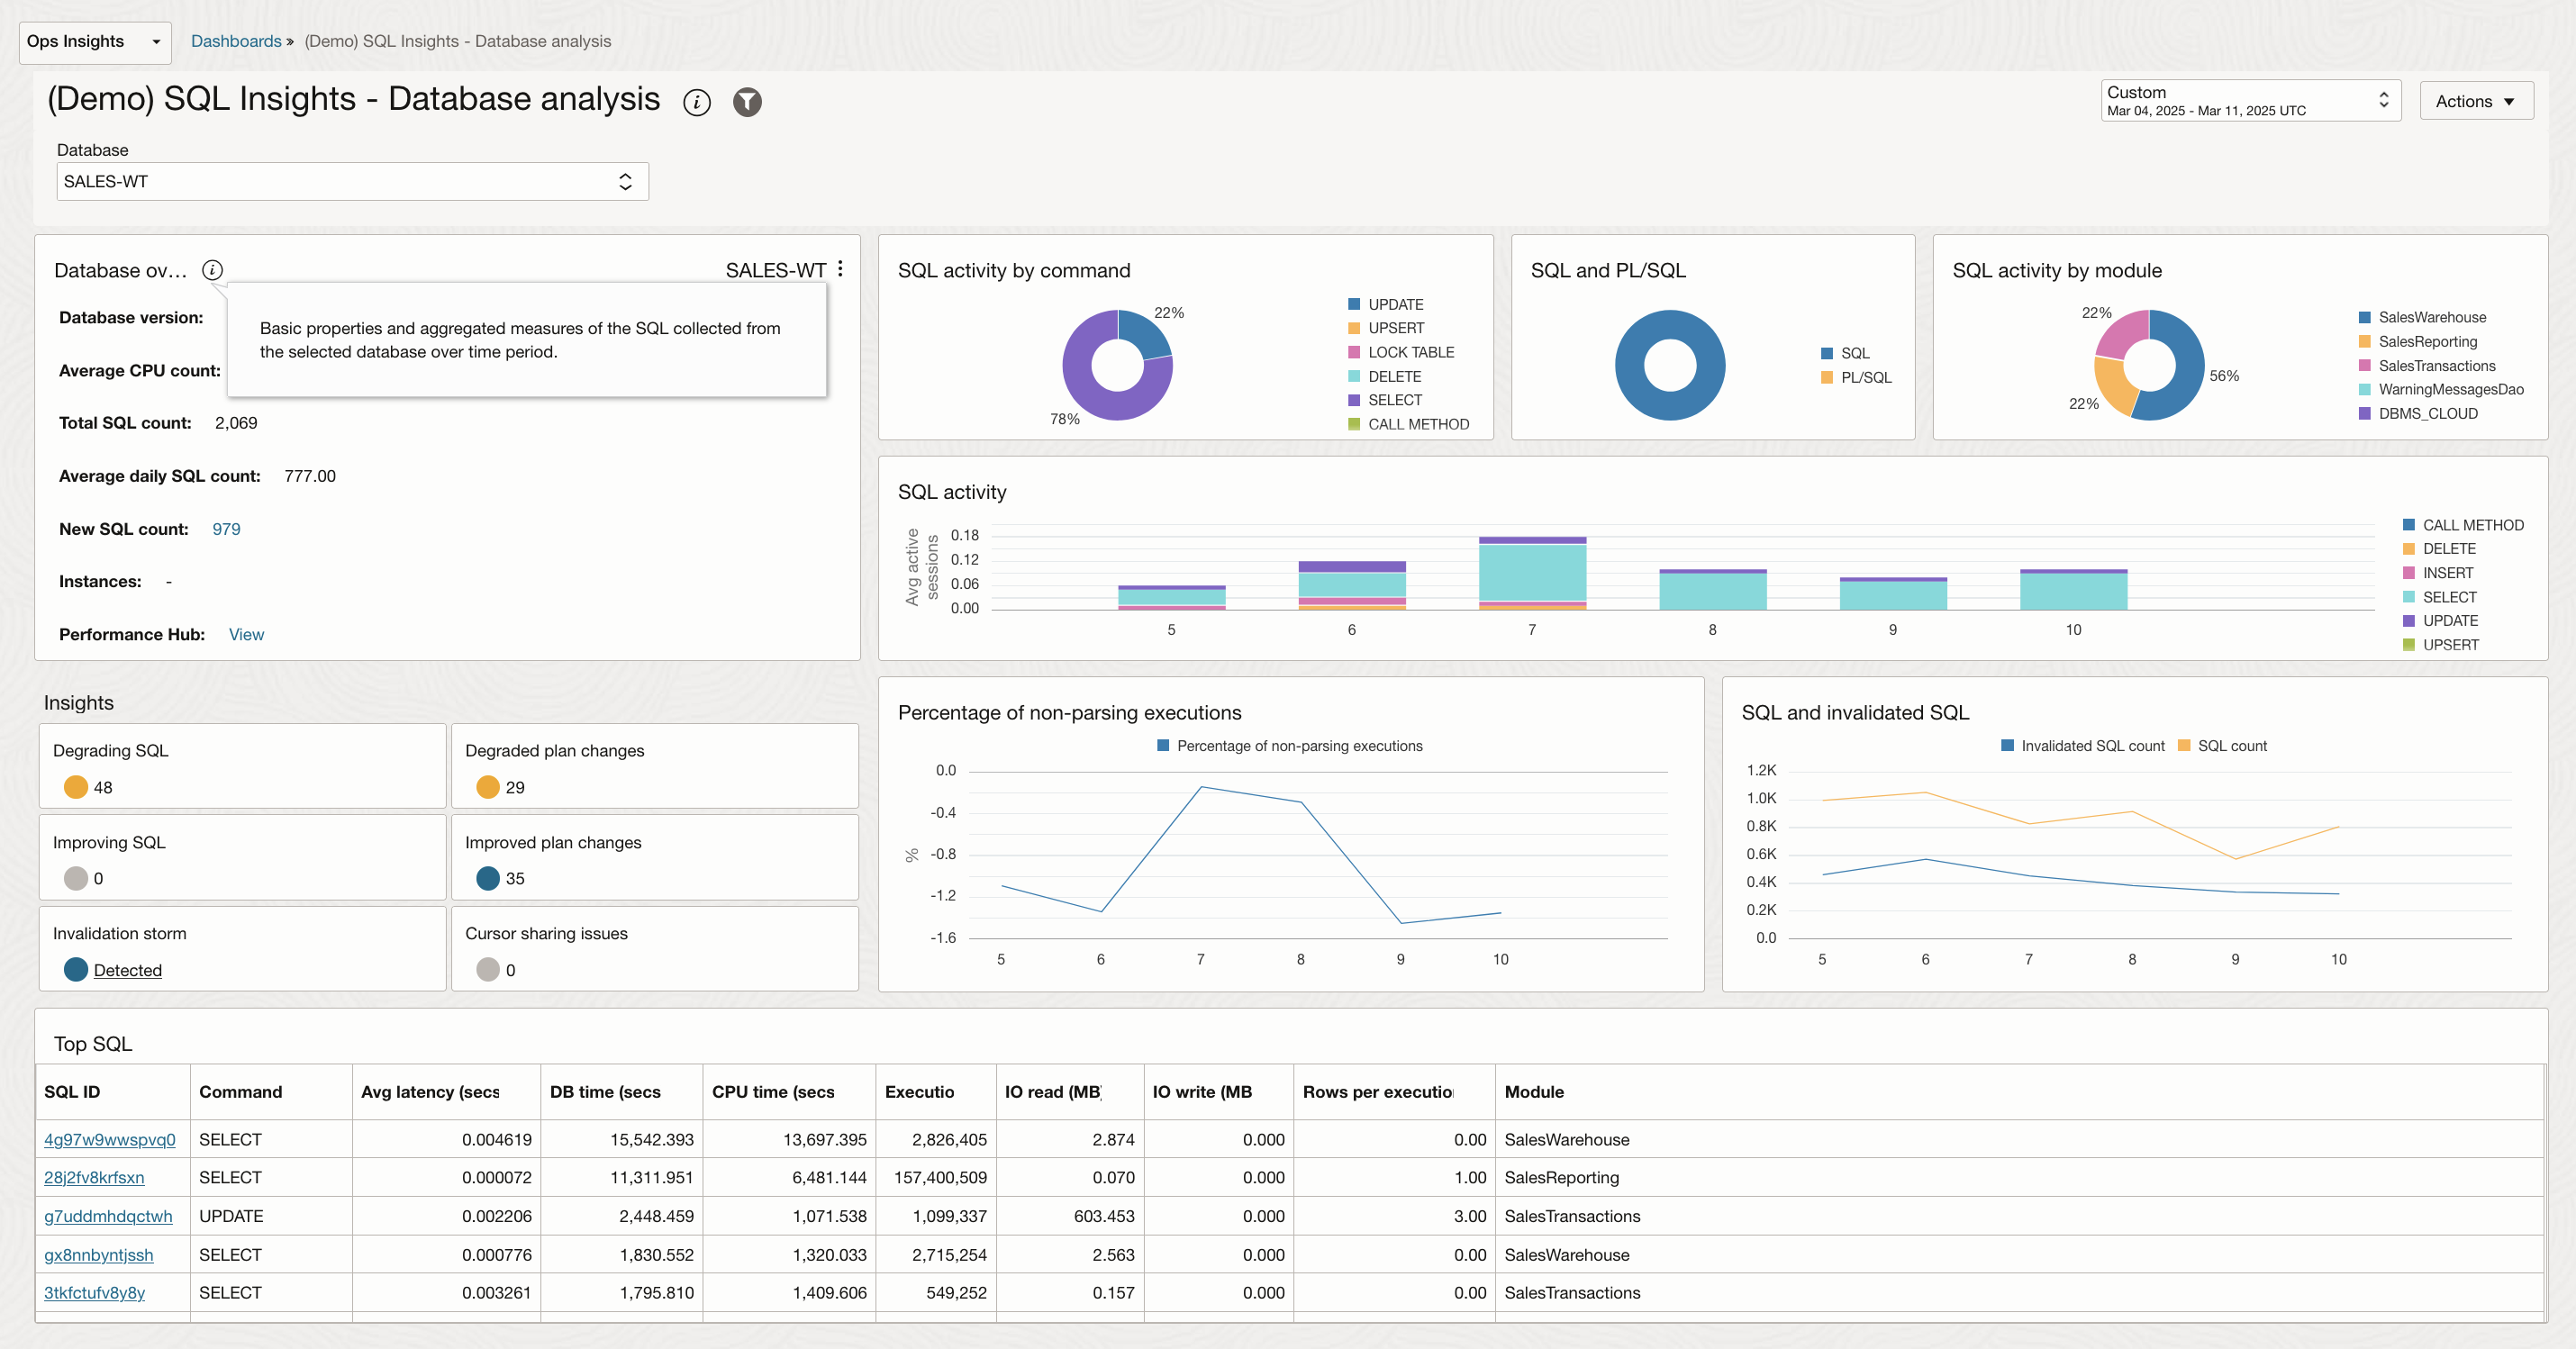 Ops Insights
Dashboards » (Demo) SQL Insights - Database analysis
(Demo) SQL Insights - Database analysis
Custom
Mar 04, 2025 - Mar 11, 2025 UTC
Actions
Database
SALES-WT
Database ov...
SALES-WT
Basic properties and aggregated measures of the SQL collected from
the selected database over time period.
Database version:
Average CPU count:
Total SQL count: 2,069
Average daily SQL count: 777.00
New SQL count: 979
Instances: -
Performance Hub: View
SQL activity by command
22%
78%
UPDATE
UPSERT
LOCK TABLE
DELETE
SELECT
CALL METHOD
SQL and PL/SQL
SQL
PL/SQL
SQL activity by module
22%
56%
22%
SalesWarehouse
SalesReporting
SalesTransactions
WarningMessagesDao
DBMS_CLOUD
SQL activity
Avg active
sessions
0.18
0.12
0.06
0.00
5 6 7 8 9 10
CALL METHOD
DELETE
INSERT
SELECT
UPDATE
UPSERT
Insights
Degrading SQL
48
Degraded plan changes
29
Improving SQL
0
Improved plan changes
35
Invalidation storm
Detected
Cursor sharing issues
0
Percentage of non-parsing executions
Percentage of non-parsing executions
%
0.0
-0.4
-0.8
-1.2
-1.6
5 6 7 8 9 10
SQL and invalidated SQL
Invalidated SQL count SQL count
1.2K
1.0K
0.8K
0.6K
0.4K
0.2K
0.0
5 6 7 8 9 10
Top SQL
SQL ID Command Avg latency (secs DB time (secs CPU time (secs Executio IO read (MB) IO write (MB Rows per executio Module
4g97w9wwspvq0 SELECT 0.004619 15,542.393 13,697.395 2,826,405 2.874 0.000 0.00 SalesWarehouse
28j2fv8krfsxn SELECT 0.000072 11,311.951 6,481.144 157,400,509 0.070 0.000 1.00 SalesReporting
g7uddmhdqctwh UPDATE 0.002206 2,448.459 1,071.538 1,099,337 603.453 0.000 3.00 SalesTransactions
gx8nnbyntjssh SELECT 0.000776 1,830.552 1,320.033 2,715,254 2.563 0.000 0.00 SalesWarehouse
3tkfctufv8y8y SELECT 0.003261 1,795.810 1,409.606 549,252 0.157 0.000 0.00 SalesTransactions